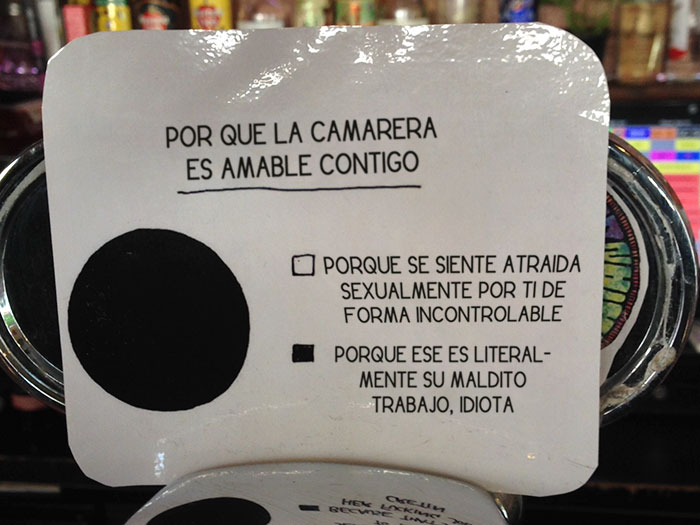 POR QUE LA CAMARERA
ES AMABLE CONTIGO
PORQUE SE SIENTE ATRAIDA
SEXUALMENTE POR TI DE
FORMA INCONTROLABLE
PORQUE ESE ES LITERAL-
MENTE SU MALDITO
TRABAJO, IDIOTA